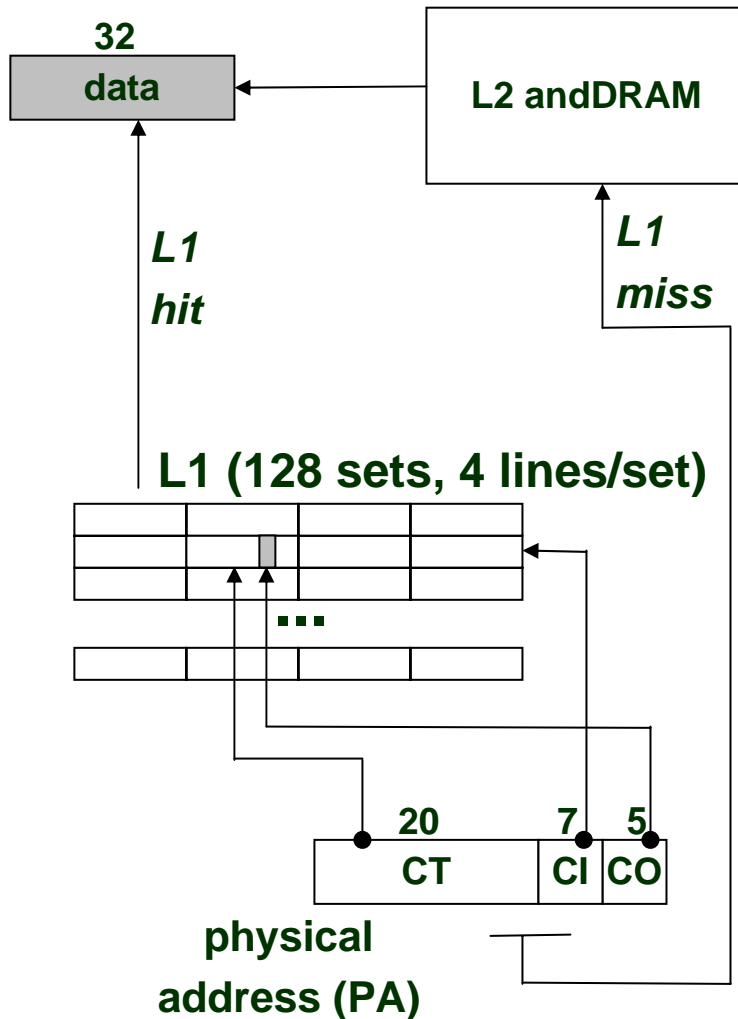 32
data
L2 andDRAM
L1
hit
L1
miss
L1 (128 sets, 4 lines/set)
...
20
7
5
CT
CI
CO
physical
address (PA)